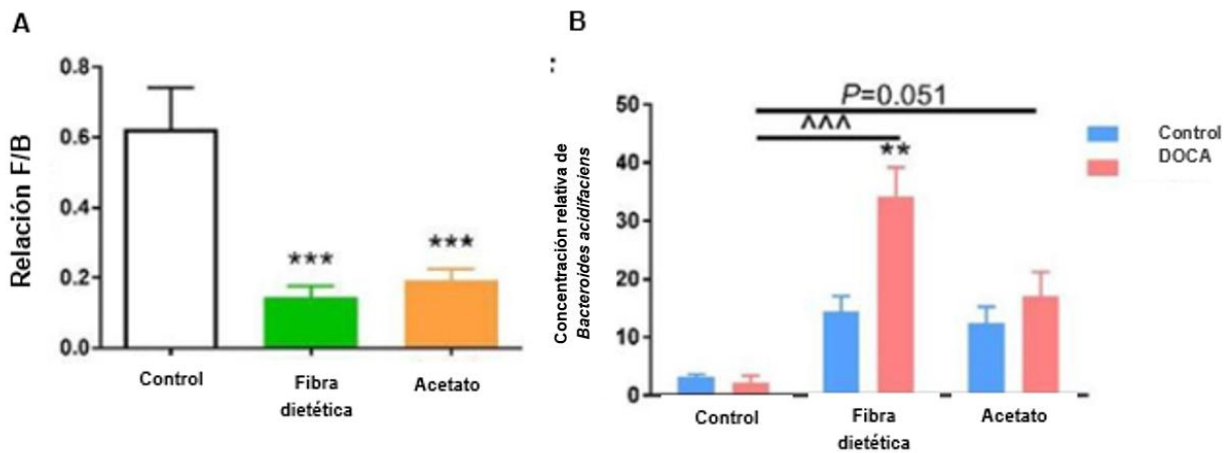 A
Relación F/B
0.8
0.6
0.4
0.2
0.0
***
***
Control
Fibra
dietética
Acetato
B
:
Concentración relativa de
Bacteroides acidifaciens
50
40
30
20
10
0
P=0.051
^^^
**
Control
Fibra
dietética
Acetato
Control
DOCA